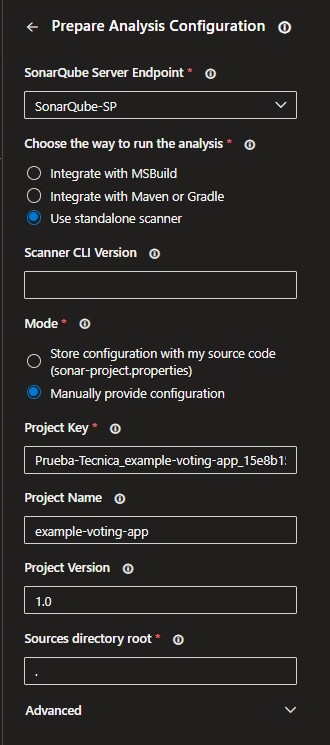 Prepare Analysis Configuration
SonarQube Server Endpoint *
SonarQube-SP
Choose the way to run the analysis *
Integrate with MSBuild
Integrate with Maven or Gradle
Use standalone scanner
Scanner CLI Version
Mode *
Store configuration with my source code
(sonar-project.properties)
Manually provide configuration
Project Key *
Prueba-Tecnica_example-voting-app_15e8b15
Project Name
example-voting-app
Project Version
1.0
Sources directory root *
.
Advanced